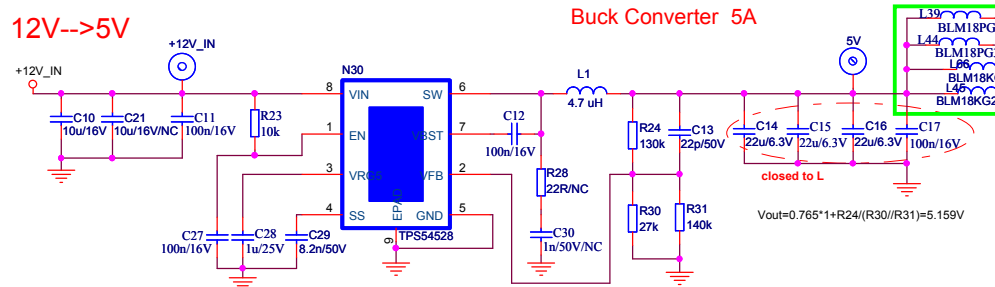 12V-->5V
Buck Converter 5A
+12V_IN
+12V_IN
C10
10u/16V
C21
10u/16V/NC
C11
100n/16V
R23
10k
N30
8
VIN
1
EN
3
4
SS
SW
6
VBST
7
VFB
2
GND
5
EPAD
9
TPS54528
C27
100n/16V
C28
1u/25V
C29
8.2n/50V
C12
100n/16V
R28
22R/NC
C30
1n/50V/NC
L1
4.7 uH
R24
130k
C13
22p/50V
R30
27k
R31
140k
5V
C14
22u/6.3V
C15
22u/6.3V
C16
22u/6.3V
C17
100n/16V
closed to L
Vout=0.765*1+R24/(R30//R31)=5.159V
L39
BLM18PG
L44
BLM18PG
L66
L45
BLM18KG2